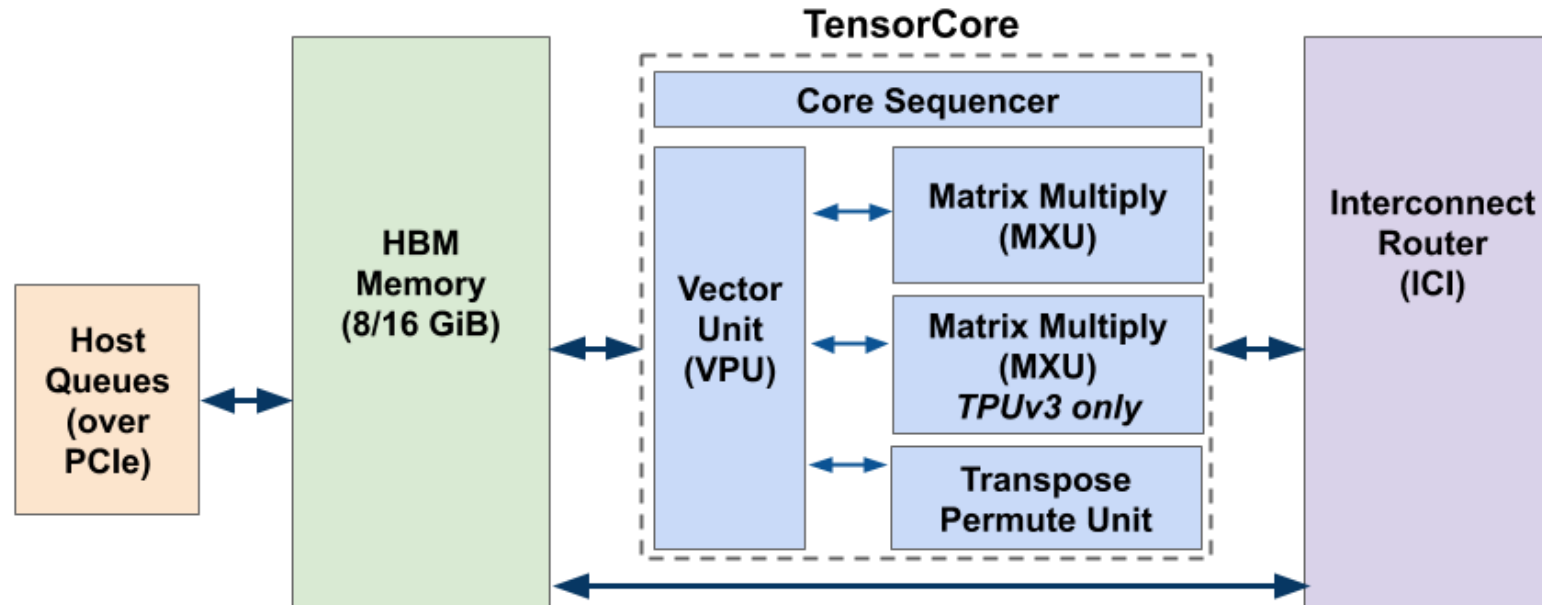 TensorCore
Core Sequencer
Host
Queues
(over
PCIe)
HBM
Memory
(8/16 GiB)
Vector
Unit
(VPU)
Matrix Multiply
(MXU)
Matrix Multiply
(MXU)
TPUv3 only
Transpose
Permute Unit
Interconnect
Router
(ICI)